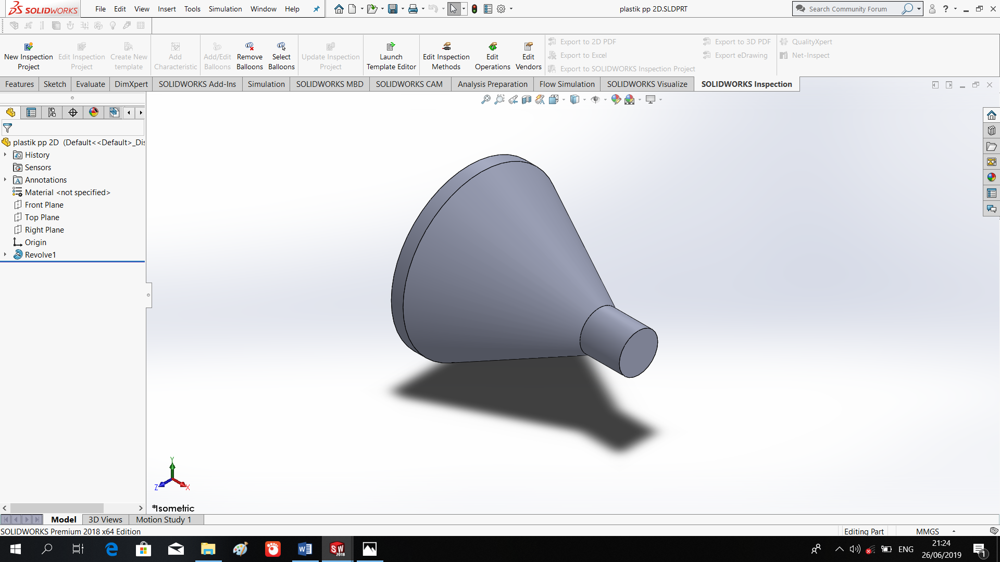 SOLIDWORKS
File Edit View Insert Tools Simulation Window Help
plastik pp 2D.SLDPRT
Search Community Forum
New Inspection Project
Edit Inspection Project
Create New template
Add Characteristic
Add/Edit Balloons
Remove Balloons
Select Balloons
Update Inspection Project
Launch Template Editor
Edit Inspection Methods
Edit Operations
Edit Vendors
Export to 2D PDF
Export to Excel
Export to SOLIDWORKS Inspection Project
Export to 3D PDF
Export eDrawing
QualityXpert
Net-Inspect
Features Sketch Evaluate DimXpert SOLIDWORKS Add-Ins Simulation SOLIDWORKS MBD SOLIDWORKS CAM Analysis Preparation Flow Simulation SOLIDWORKS Visualize SOLIDWORKS Inspection
plastik pp 2D (Default<<Default>_Dis
History
Sensors
Annotations
Material <not specified>
Front Plane
Top Plane
Right Plane
Origin
Revolve1
Y
Z
X
*Isometric
Model 3D Views Motion Study 1
SOLIDWORKS Premium 2018 x64 Edition
Editing Part
MMGS
SW
2018
ENG
21:24
26/06/2019
1